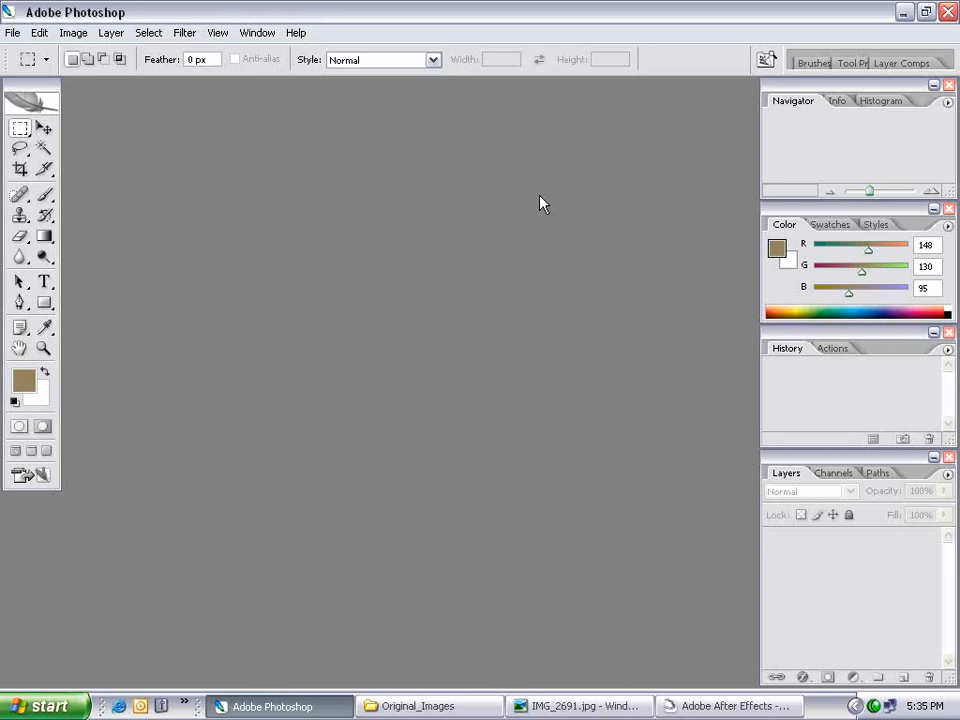 Adobe Photoshop
File Edit Image Layer Select Filter View Window Help
Feather: 0 px Anti-alias Style: Normal Width: Height: Brushes Tool Pr Layer Comps
Navigator Info Histogram
Color Swatches Styles
R 148
G 130
B 95
History Actions
Layers Channels Paths
Normal Opacity: 100%
Lock: Fill: 100%
start Adobe Photoshop Original_Images IMG_2691.jpg - Wind... Adobe After Effects -... 5:35 PM